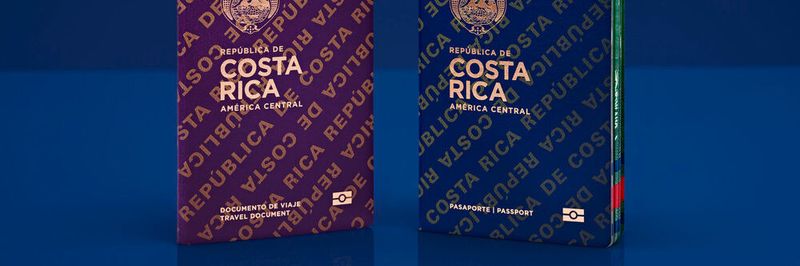 REPÚBLICA DE
COSTA
RICA
AMÉRICA CENTRAL
DOCUMENTO DE VIAJE
TRAVEL DOCUMENT
REPÚBLICA DE
COSTA
RICA
AMÉRICA CENTRAL
PASAPORTE | PASSPORT